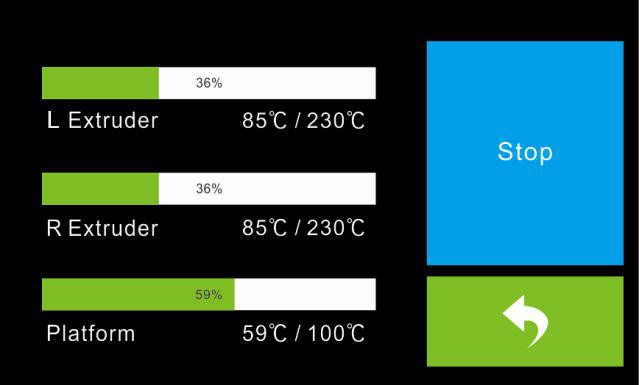 36%
L Extruder 85℃ / 230℃
36%
R Extruder 85℃ / 230℃
59%
Platform 59℃ / 100℃
Stop